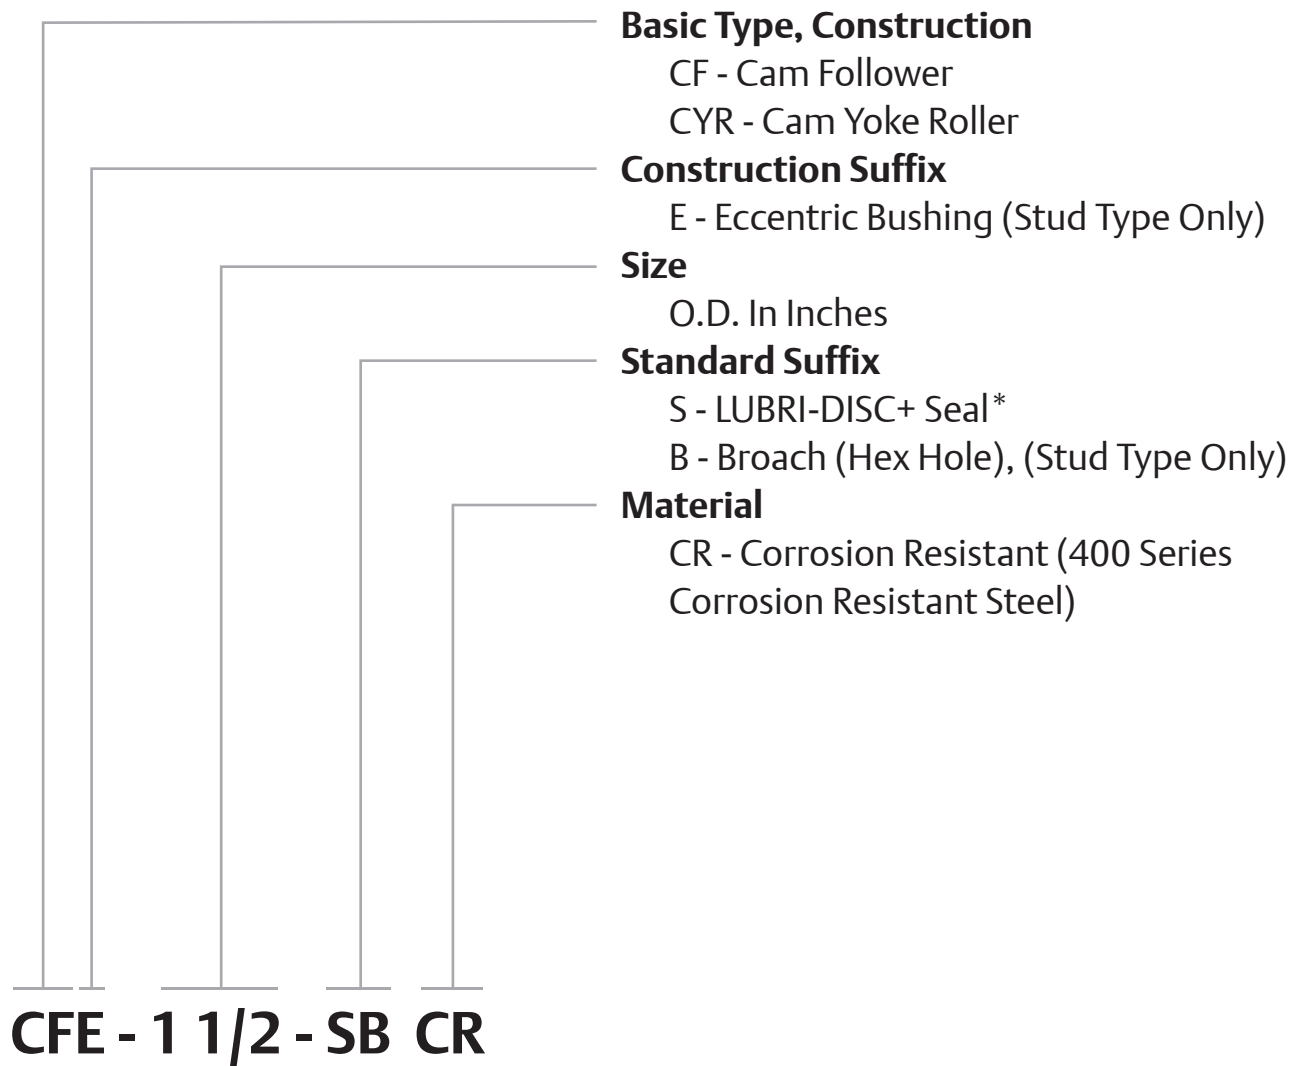 Basic Type, Construction
CF - Cam Follower
CYR - Cam Yoke Roller
Construction Suffix
E - Eccentric Bushing (Stud Type Only)
Size
O.D. In Inches
Standard Suffix
S - LUBRI-DISC+ Seal*
B - Broach (Hex Hole), (Stud Type Only)
Material
CR - Corrosion Resistant (400 Series
Corrosion Resistant Steel)
CFE - 1 1/2 - SB CR